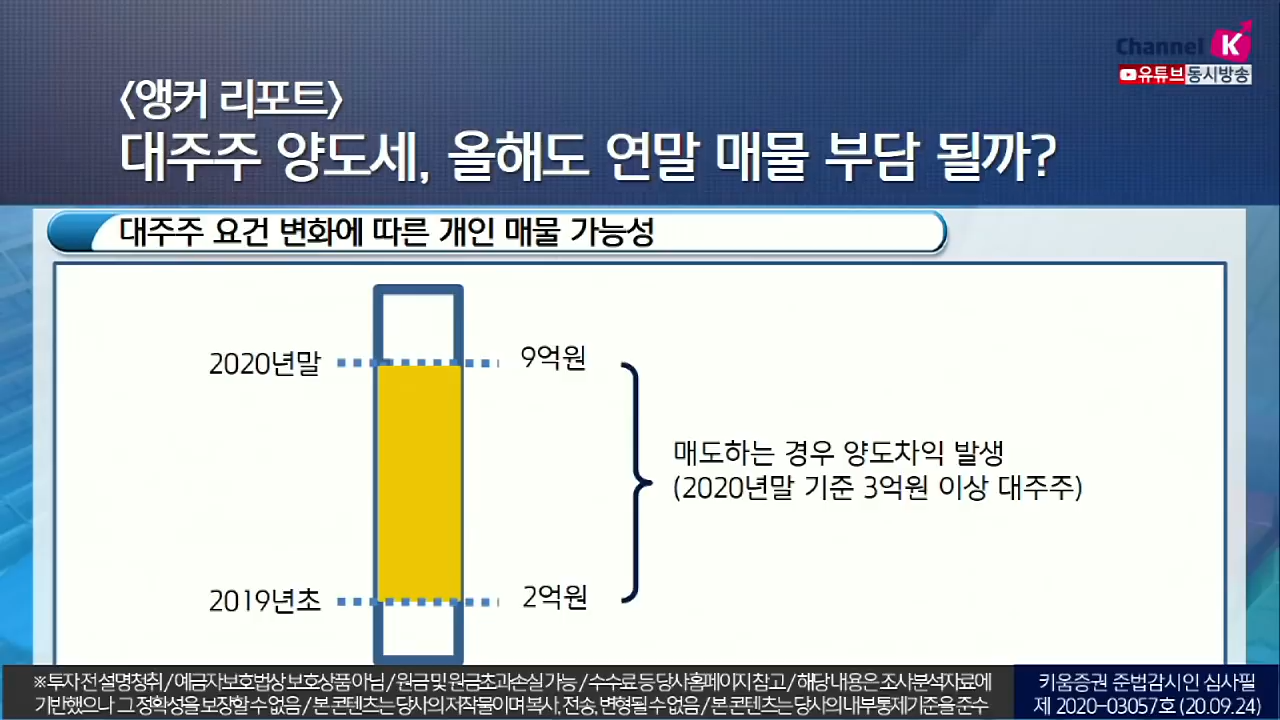 Channel K
유튜브 동시방송
<앵커 리포트>
대주주 양도세, 올해도 연말 매물 부담 될까?
대주주 요건 변화에 따른 개인 매물 가능성
2020년말 9억원
매도하는 경우 양도차익 발생
(2020년말 기준 3억원 이상 대주주)
2019년초 2억원
※ 투자 전 설명청취 / 예금자보호법상 보호상품 아님 / 원금 및 원금초과손실 가능 / 수수료 등 당사홈페이지 참고 / 해당 내용은 조사분석자료에
기반했으나 그 정확성을 보장할 수 없음 / 본 콘텐츠는 당사의 저작물이며 복사, 전송, 변형될 수 없음 / 본 콘텐츠는 당사의 내부통제기준을 준수
키움증권 준법감시인 심사필
제 2020-03057호 (20.09.24)